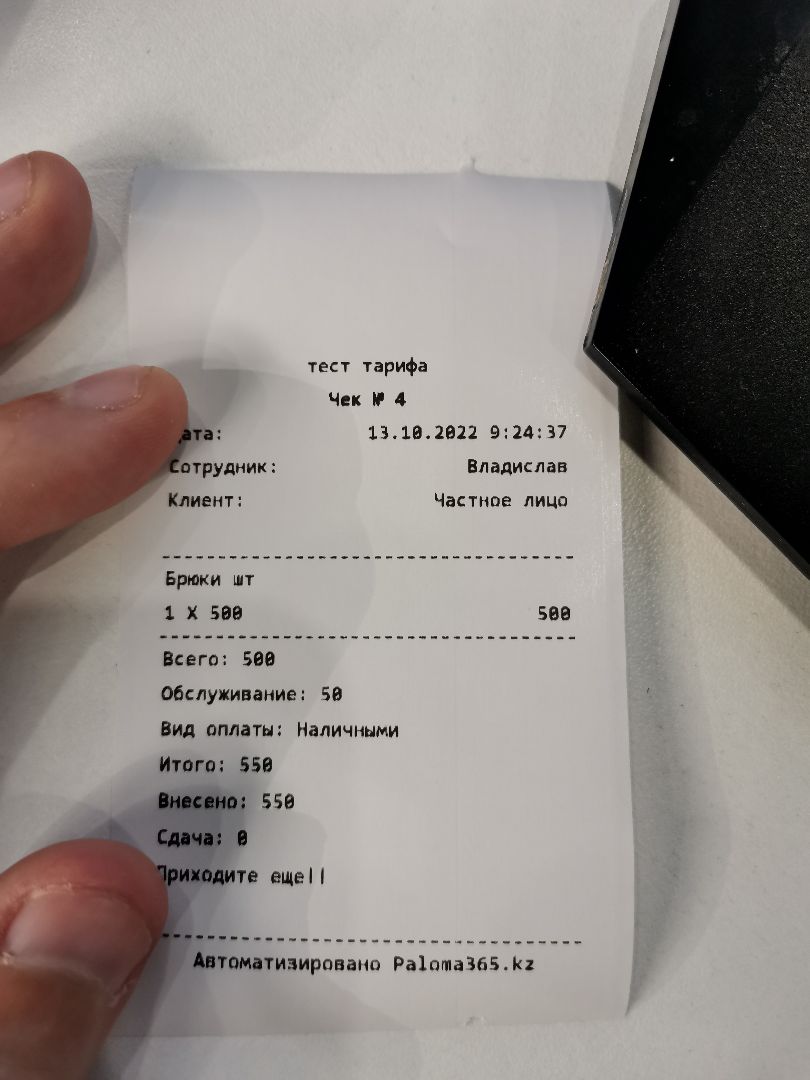 тест тарифа
Чек № 4
Дата: 13.10.2022 9:24:37
Сотрудник: Владислав
Клиент: Частное лицо
Брюки шт
1 X 500 500
Всего: 500
Обслуживание: 50
Вид оплаты: Наличными
Итого: 550
Внесено: 550
Сдача: 0
Приходите еще!!
Автоматизировано Paloma365.kz